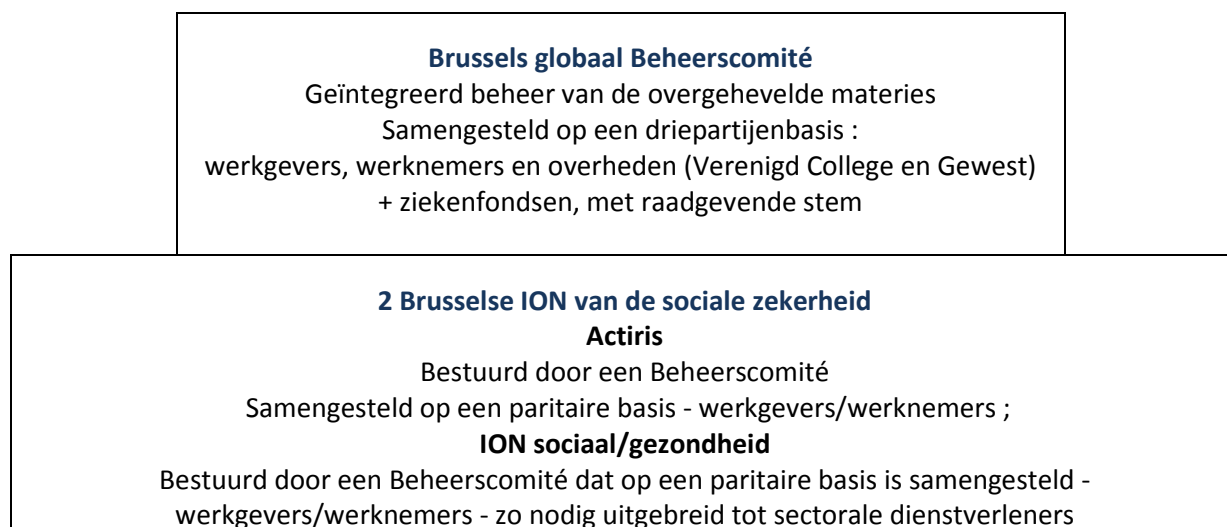 Brussels globaal Beheerscomité
Geïntegreerd beheer van de overgehevelde materies
Samengesteld op een driepartijenbasis :
werkgevers, werknemers en overheden (Verenigd College en Gewest)
+ ziekenfondsen, met raadgevende stem
2 Brusselse ION van de sociale zekerheid
Actiris
Bestuurd door een Beheerscomité
Samengesteld op een paritaire basis - werkgevers/werknemers ;
ION sociaal/gezondheid
Bestuurd door een Beheerscomité dat op een paritaire basis is samengesteld -
werkgevers/werknemers - zo nodig uitgebreid tot sectorale dienstverleners